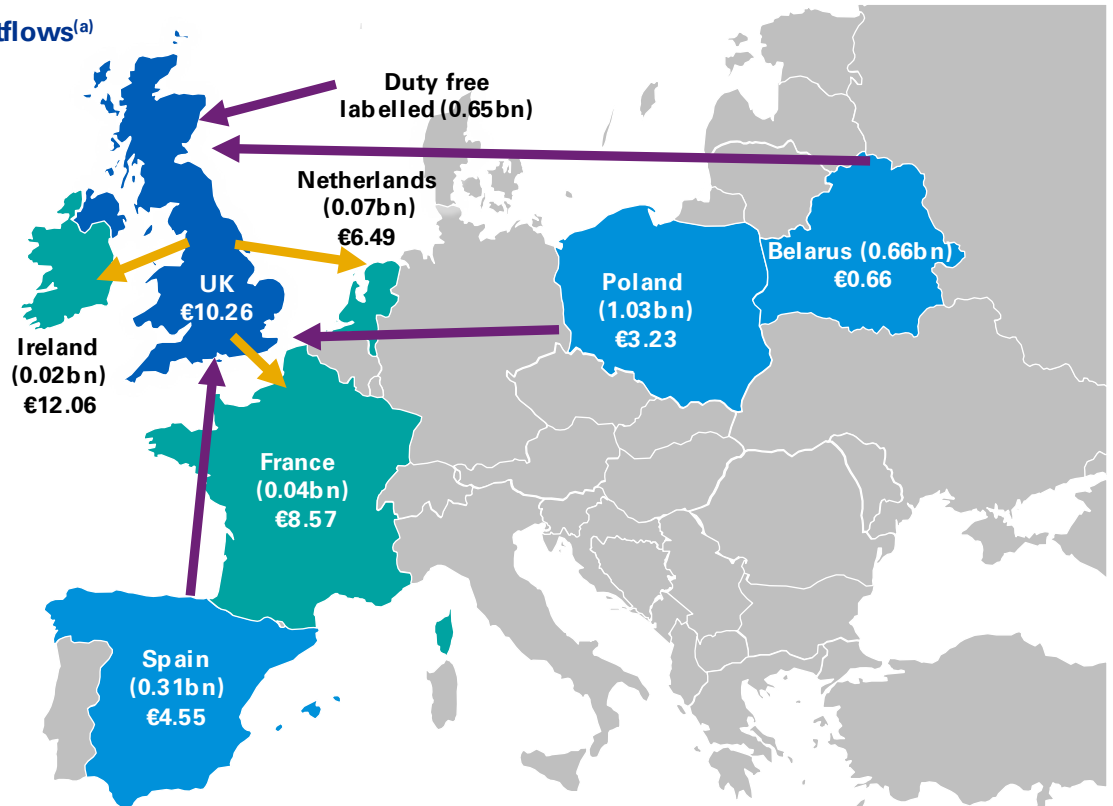 tflows(a)
Duty free
labelled (0.65bn)
Netherlands
(0.07bn)
€6.49
Belarus (0.66bn)
€0.66
Poland
(1.03bn)
€3.23
UK
€10.26
Ireland
(0.02bn)
€12.06
France
(0.04bn)
€8.57
Spain
(0.31bn)
€4.55